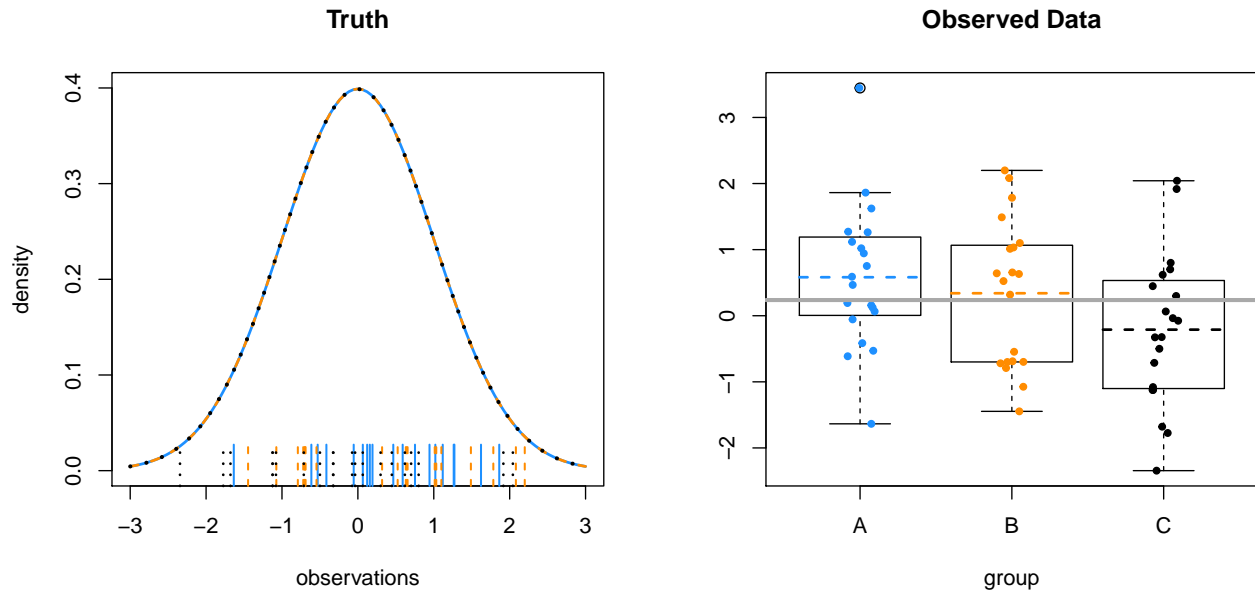 Truth
density
0.0
0.1
0.2
0.3
0.4
−3
−2
−1
0
1
2
3
observations
Observed Data
−2
−1
0
1
2
3
A
B
C
group